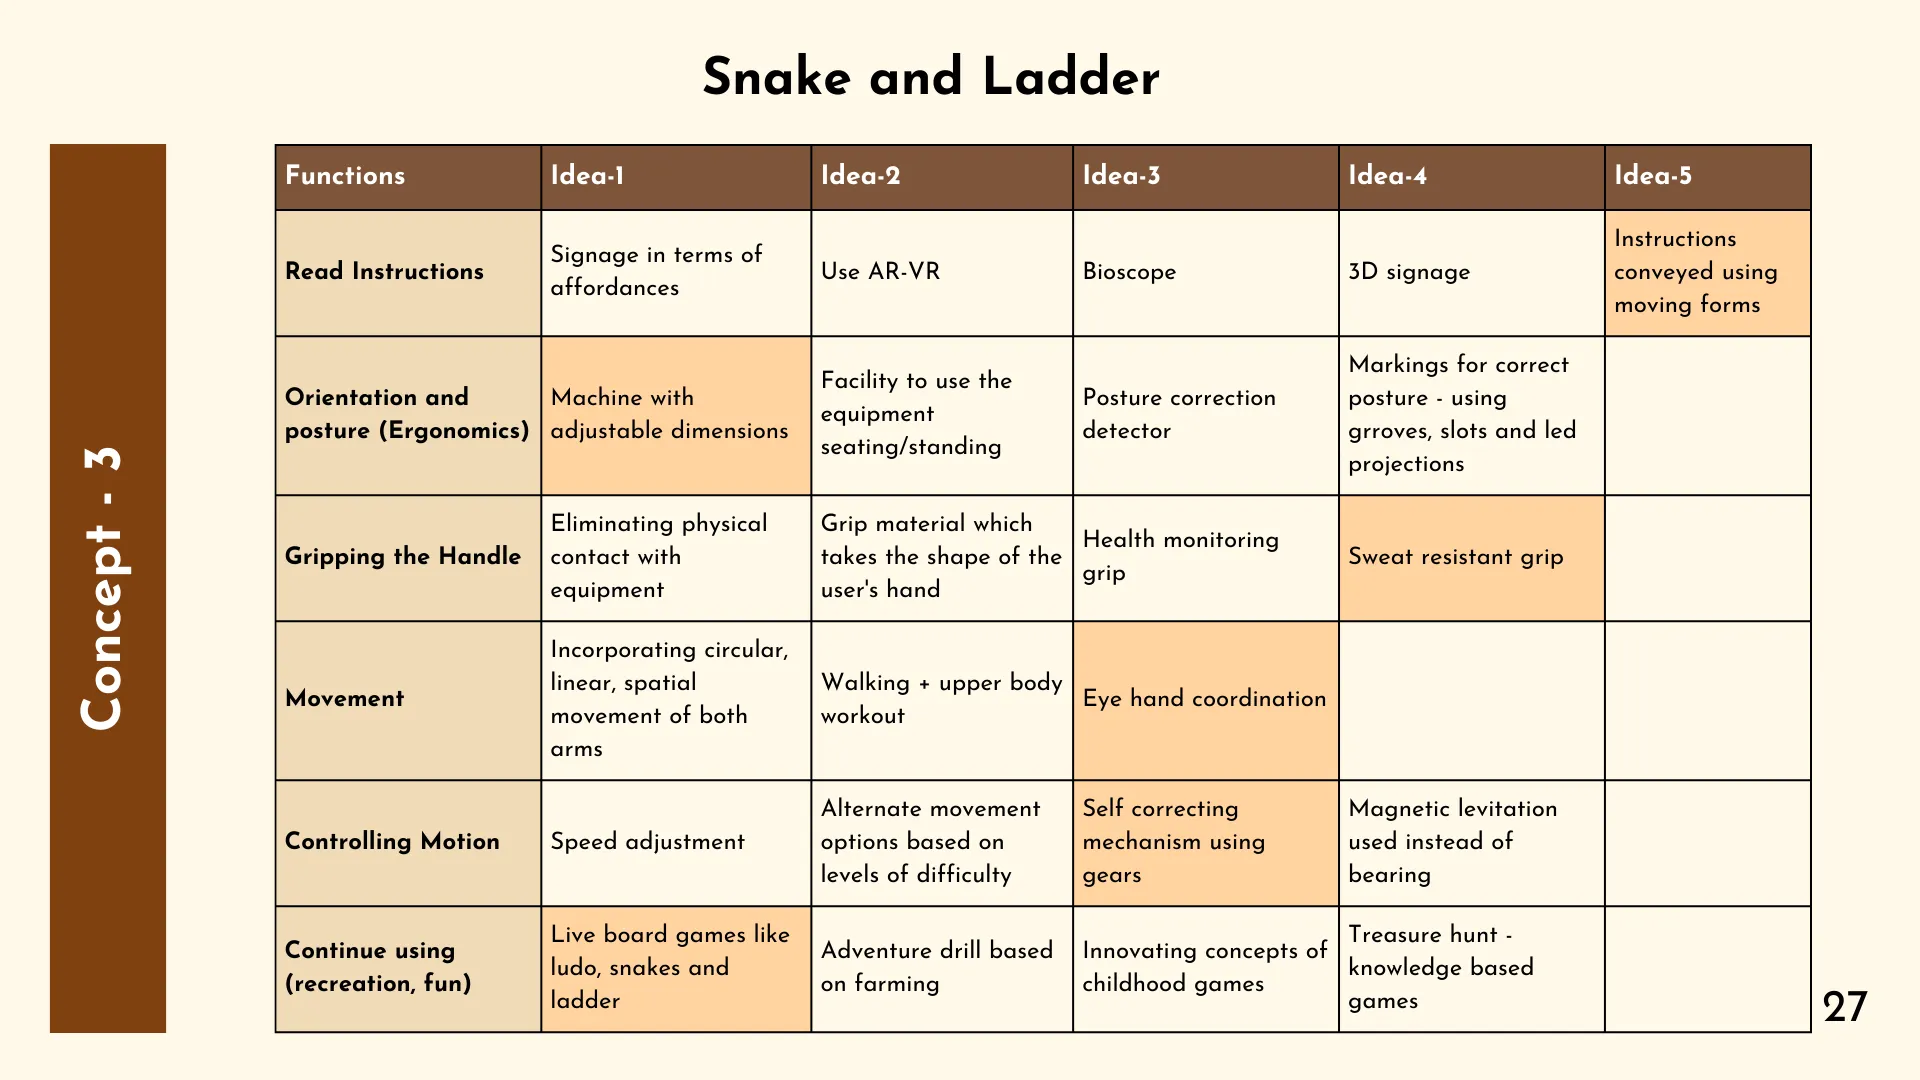 Snake and Ladder
Concept - 3
Functions
Idea-1
Idea-2
Idea-3
Idea-4
Idea-5
Read Instructions
Signage in terms of
affordances
Use AR-VR
Bioscope
3D signage
Instructions
conveyed using
moving forms
Orientation and
posture (Ergonomics)
Machine with
adjustable dimensions
Facility to use the
equipment
seating/standing
Posture correction
detector
Markings for correct
posture - using
grroves, slots and led
projections
Gripping the Handle
Eliminating physical
contact with
equipment
Grip material which
takes the shape of the
user's hand
Health monitoring
grip
Sweat resistant grip
Movement
Incorporating circular,
linear, spatial
movement of both
arms
Walking + upper body
workout
Eye hand coordination
Controlling Motion
Speed adjustment
Alternate movement
options based on
levels of difficulty
Self correcting
mechanism using
gears
Magnetic levitation
used instead of
bearing
Continue using
(recreation, fun)
Live board games like
ludo, snakes and
ladder
Adventure drill based
on farming
Innovating concepts of
childhood games
Treasure hunt -
knowledge based
games
27